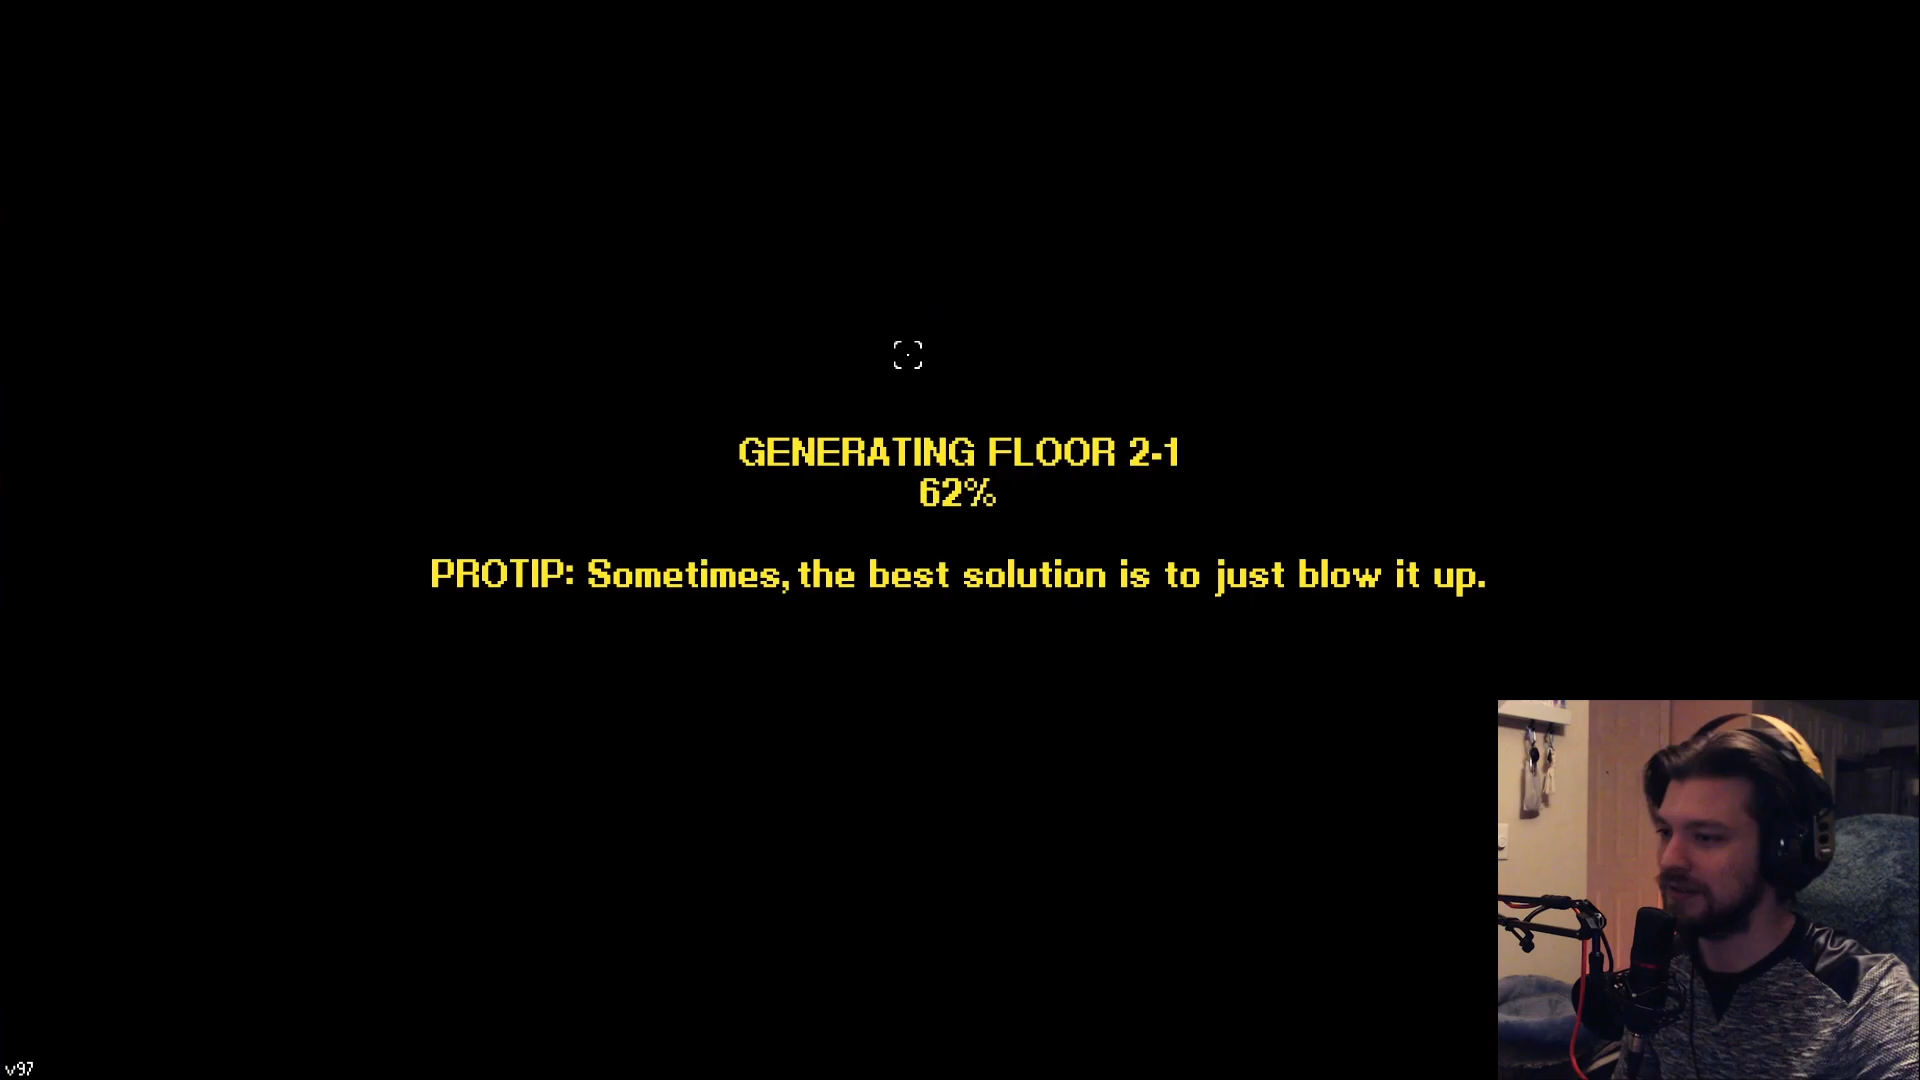 GENERATING FLOOR 2-1
62%
PROTIP: Sometimes, the best solution is to just blow it up.
v97